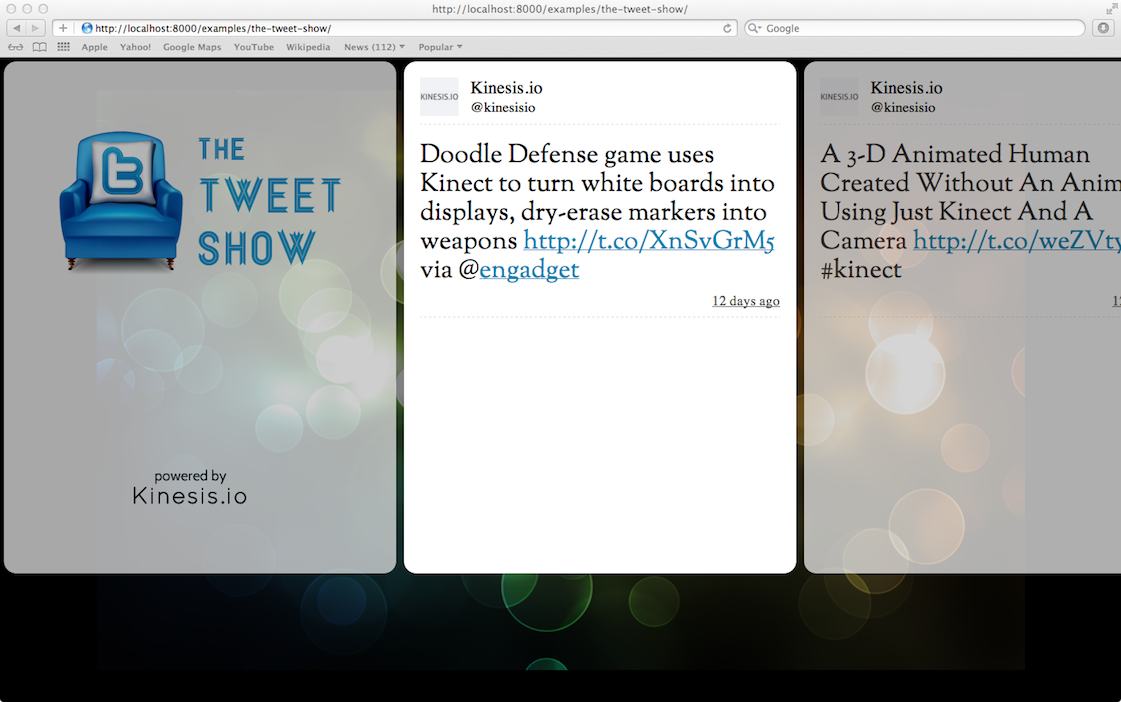 http://localhost:8000/examples/the-tweet-show/
http://localhost:8000/examples/the-tweet-show/
Google
Apple Yahoo! Google Maps YouTube Wikipedia News (112) Popular
THE
TWEET
SHOW
powered by
Kinesis.io
KINESIS.IO
Kinesis.io
@kinesisio
Doodle Defense game uses
Kinect to turn white boards into
displays, dry-erase markers into
weapons http://t.co/XnSvGrM5
via @engadget
12 days ago
KINESIS.IO
Kinesis.io
@kinesisio
A 3-D Animated Human
Created Without An Anim
Using Just Kinect And A
Camera http://t.co/weZVty
#kinect
12